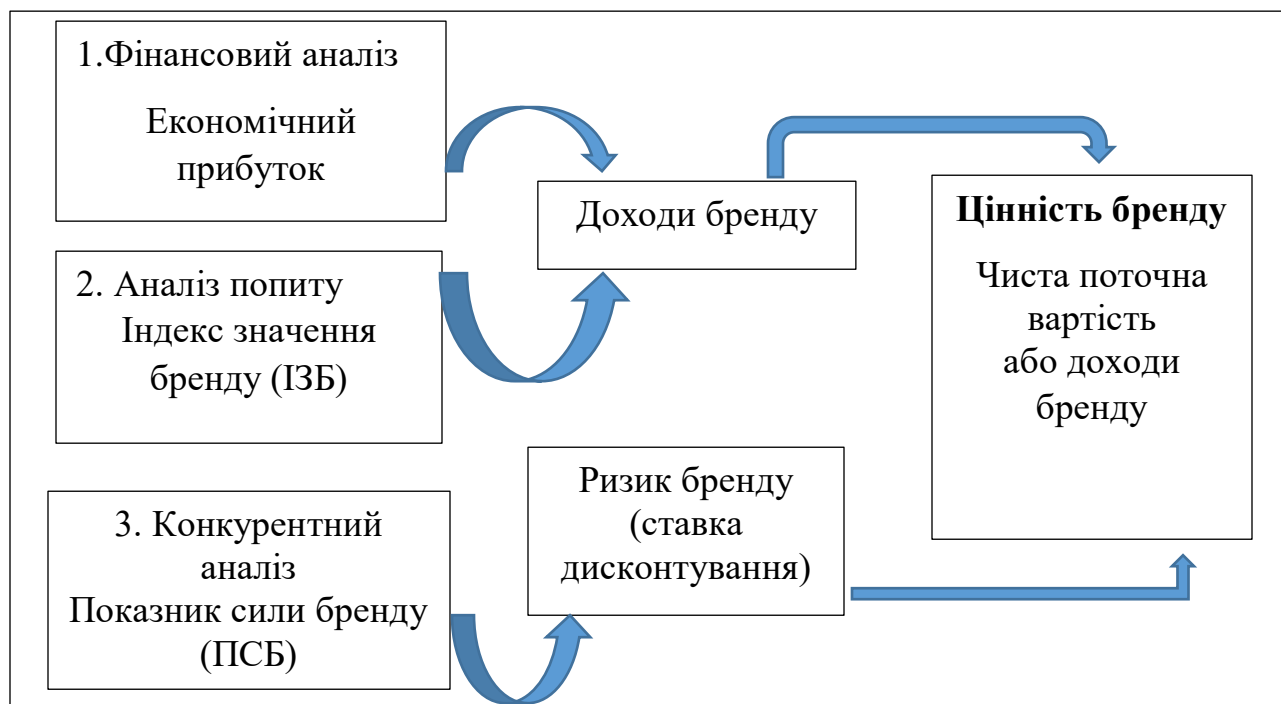 1.Фінансовий аналіз
Економічний
прибуток
2. Аналіз попиту
Індекс значення
бренду (ІЗБ)
3. Конкурентний
аналіз
Показник сили бренду
(ПСБ)
Доходи бренду
Ризик бренду
(ставка
дисконтування)
Цінність бренду
Чиста поточна
вартість
або доходи
бренду